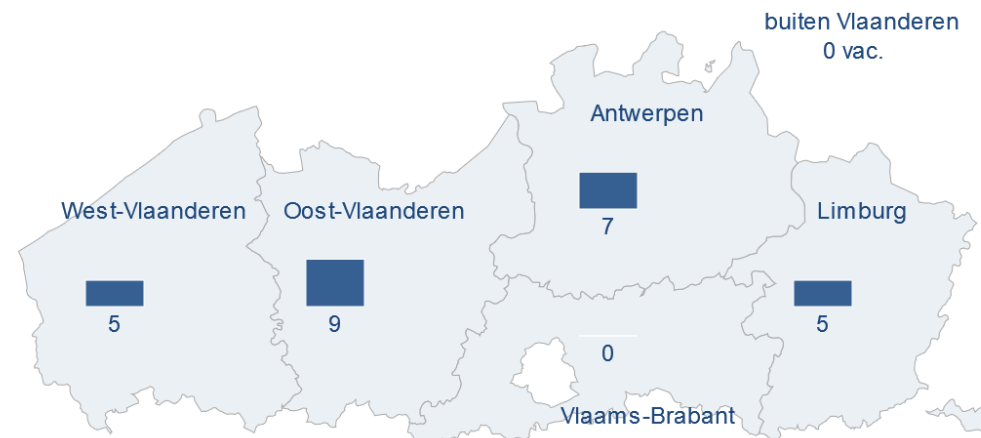 buiten Vlaanderen
0 vac.
Antwerpen
7
West-Vlaanderen
5
Oost-Vlaanderen
9
Limburg
5
0
Vlaams-Brabant